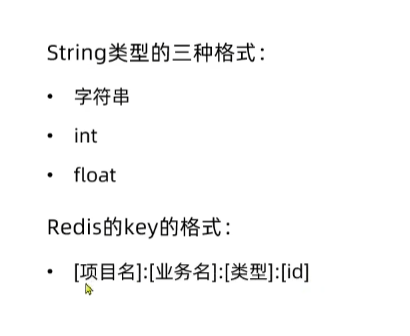 String类型的三种格式：
• 字符串
• int
• float
Redis的key的格式：
• [项目名]:[业务名]:[类型]:[id]